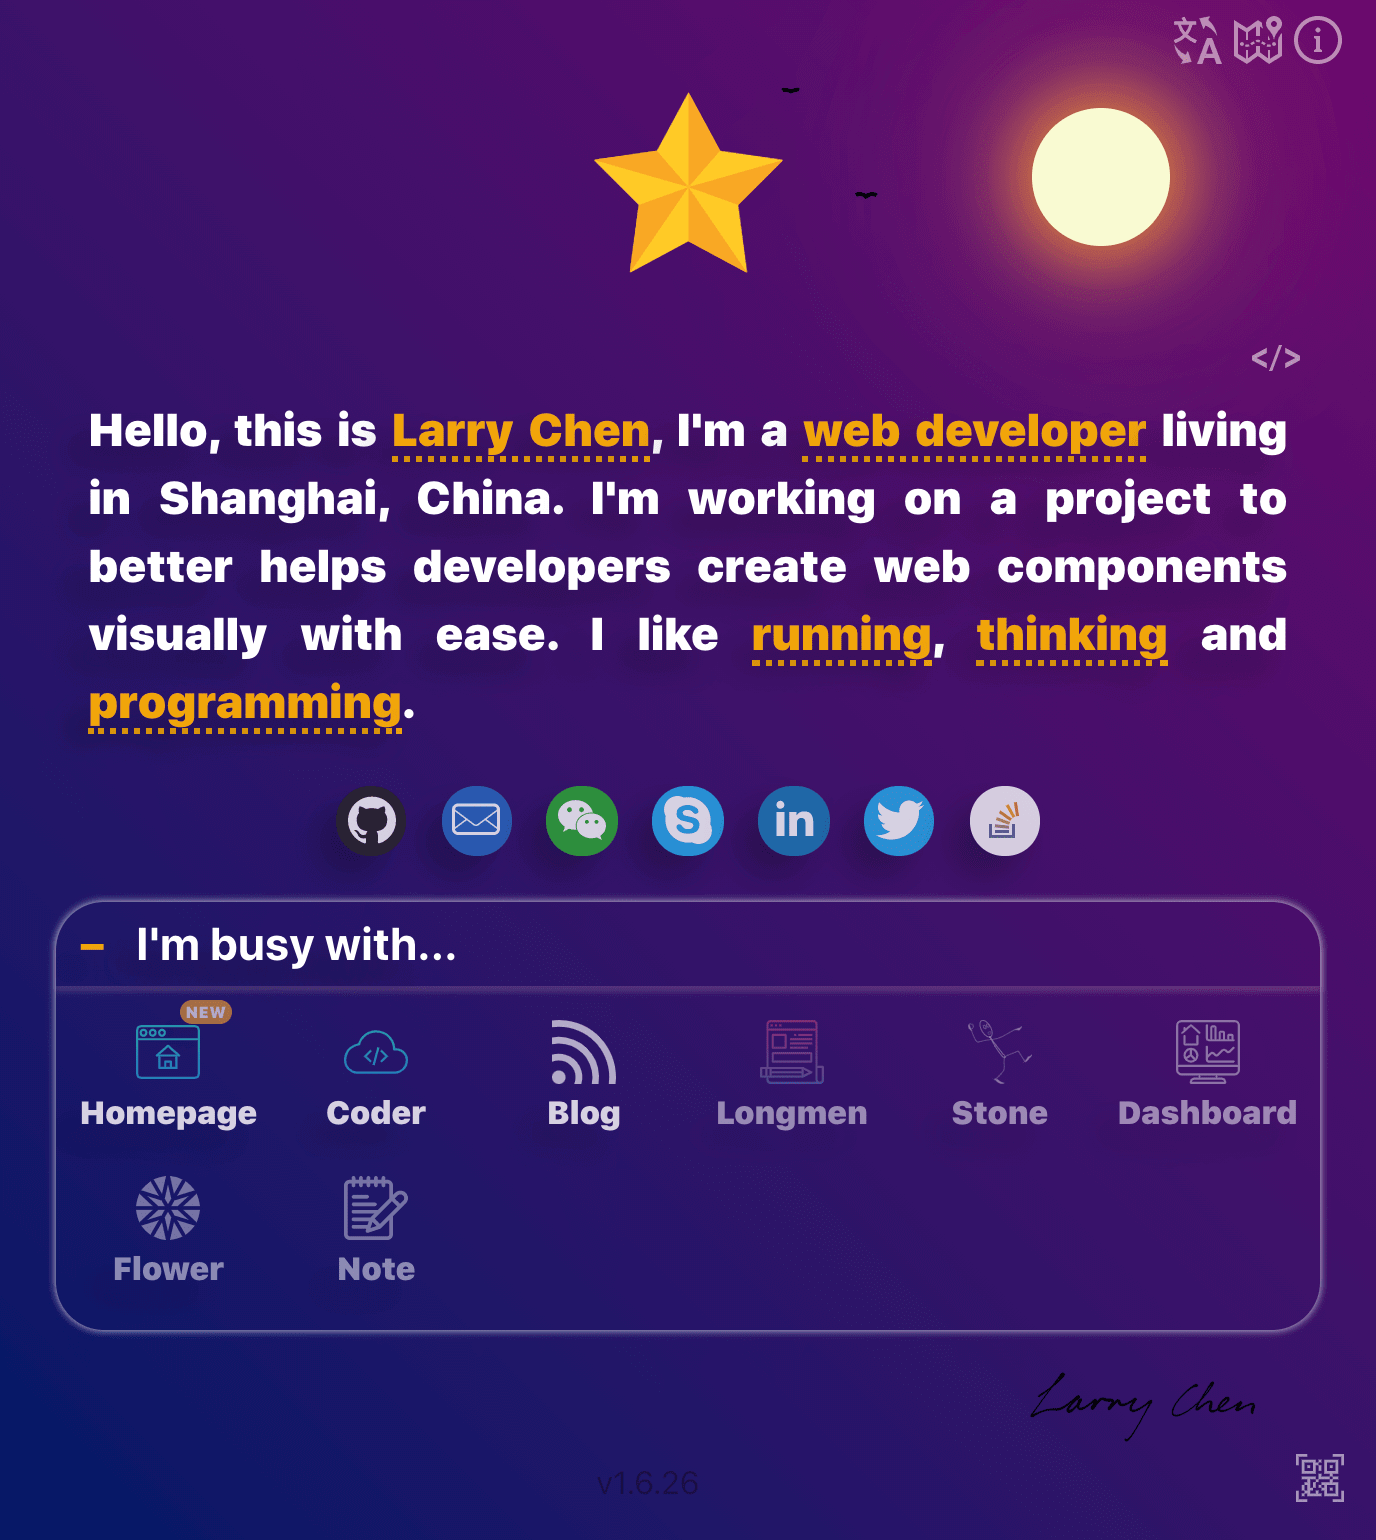 </>
Hello, this is Larry Chen, I'm a web developer living
in Shanghai, China. I'm working on a project to
better helps developers create web components
visually with ease. I like running, thinking and
programming.
– I'm busy with...
NEW
Homepage Coder Blog Longmen Stone Dashboard
Flower Note
Larry Chen
v1.6.26